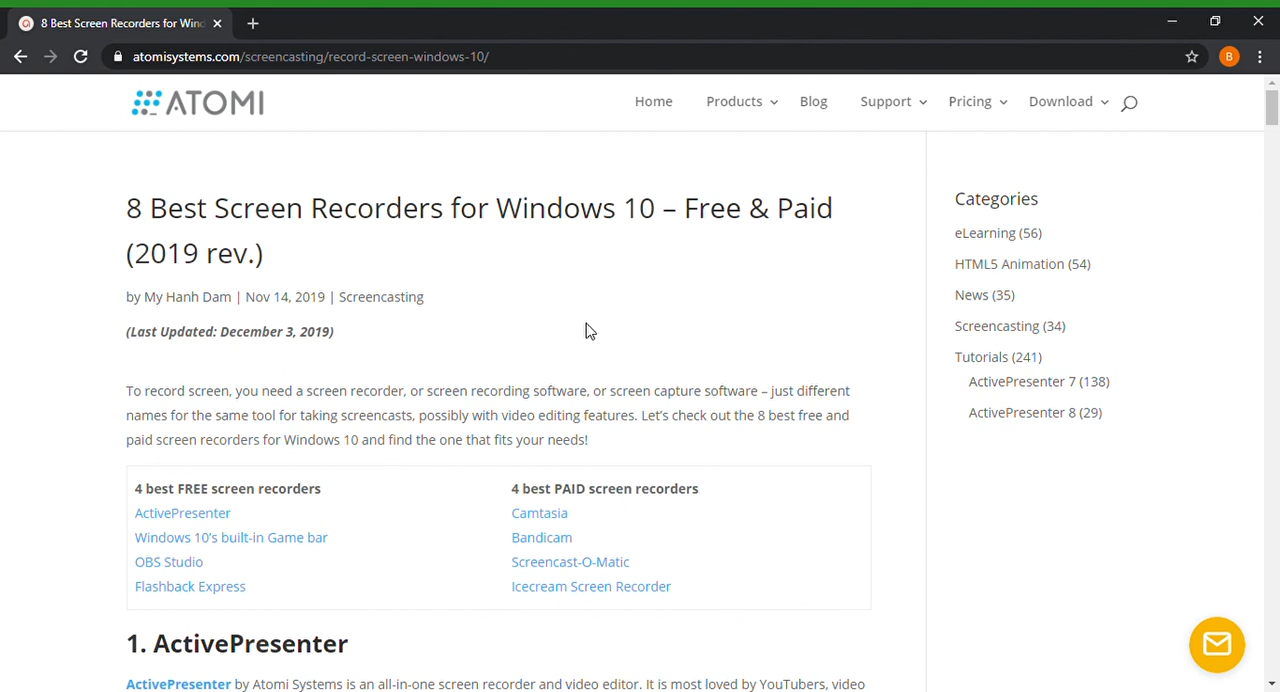 8 Best Screen Recorders for Wind
atomisystems.com/screencasting/record-screen-windows-10/
B
ATOMI
Home Products Blog Support Pricing Download
8 Best Screen Recorders for Windows 10 – Free & Paid
(2019 rev.)
by My Hanh Dam | Nov 14, 2019 | Screencasting
(Last Updated: December 3, 2019)
To record screen, you need a screen recorder, or screen recording software, or screen capture software – just different
names for the same tool for taking screencasts, possibly with video editing features. Let's check out the 8 best free and
paid screen recorders for Windows 10 and find the one that fits your needs!
4 best FREE screen recorders
ActivePresenter
Windows 10's built-in Game bar
OBS Studio
Flashback Express
4 best PAID screen recorders
Camtasia
Bandicam
Screencast-O-Matic
Icecream Screen Recorder
1. ActivePresenter
ActivePresenter by Atomi Systems is an all-in-one screen recorder and video editor. It is most loved by YouTubers, video
Categories
eLearning (56)
HTML5 Animation (54)
News (35)
Screencasting (34)
Tutorials (241)
ActivePresenter 7 (138)
ActivePresenter 8 (29)